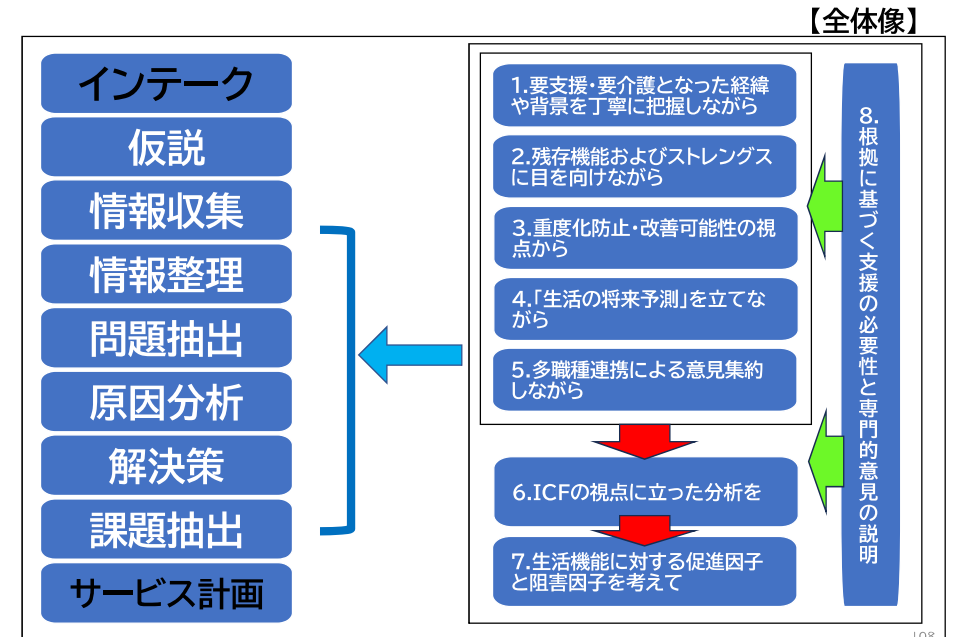 【全体像】
インテーク
仮説
情報収集
情報整理
問題抽出
原因分析
解決策
課題抽出
サービス計画
1.要支援・要介護となった経緯
や背景を丁寧に把握しながら
2.残存機能およびストレングス
に目を向けながら
3.重度化防止・改善可能性の視
点から
4.「生活の将来予測」を立てな
がら
5.多職種連携による意見集約
しながら
6.ICFの視点に立った分析を
7.生活機能に対する促進因子
と阻害因子を考えて
8.根拠に基づく支援の必要性と専門的意見の説明